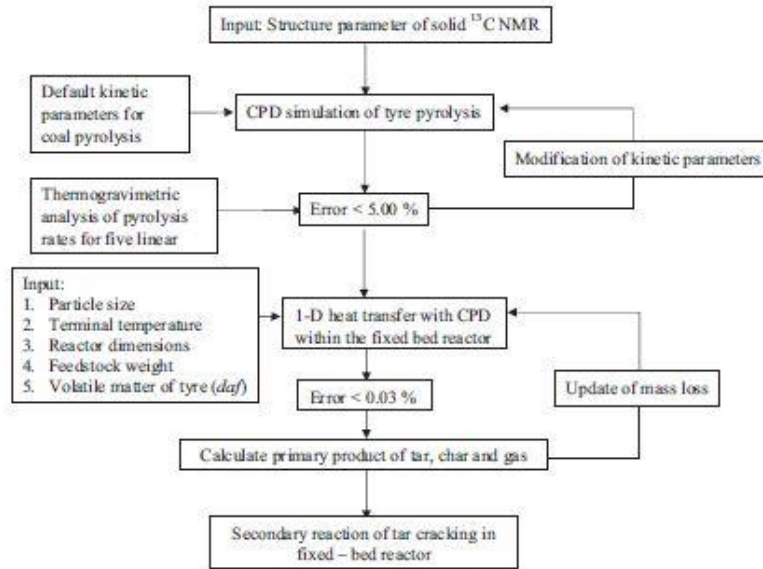 Input: Structure parameter of solid ¹³C NMR
Default kinetic
parameters for
coal pyrolysis
CPD simulation of tyre pyrolysis
Modification of kinetic parameters
Thermogravimetric
analysis of pyrolysis
rates for five linear
Error < 5.00 %
Input:
1. Particle size
2. Terminal temperature
3. Reactor dimensions
4. Feedstock weight
5. Volatile matter of tyre (daf)
1-D heat transfer with CPD
within the fixed bed reactor
Update of mass loss
Error < 0.03 %
Calculate primary product of tar, char and gas
Secondary reaction of tar cracking in
fixed – bed reactor